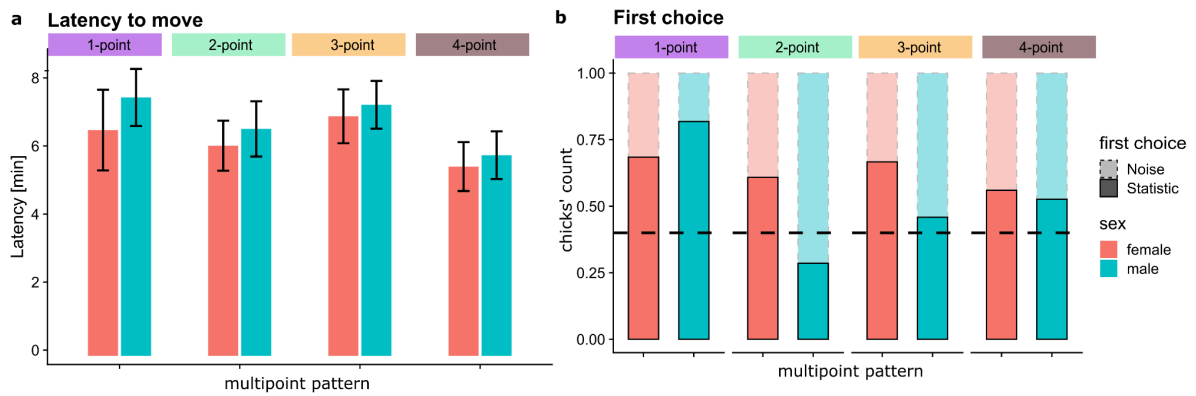 a Latency to move
1-point 2-point 3-point 4-point
8
6
4
2
0
Latency [min]
multipoint pattern
b First choice
1-point 2-point 3-point 4-point
1.00
0.75
0.50
0.25
0.00
chicks' count
multipoint pattern
first choice
Noise
Statistic
sex
female
male